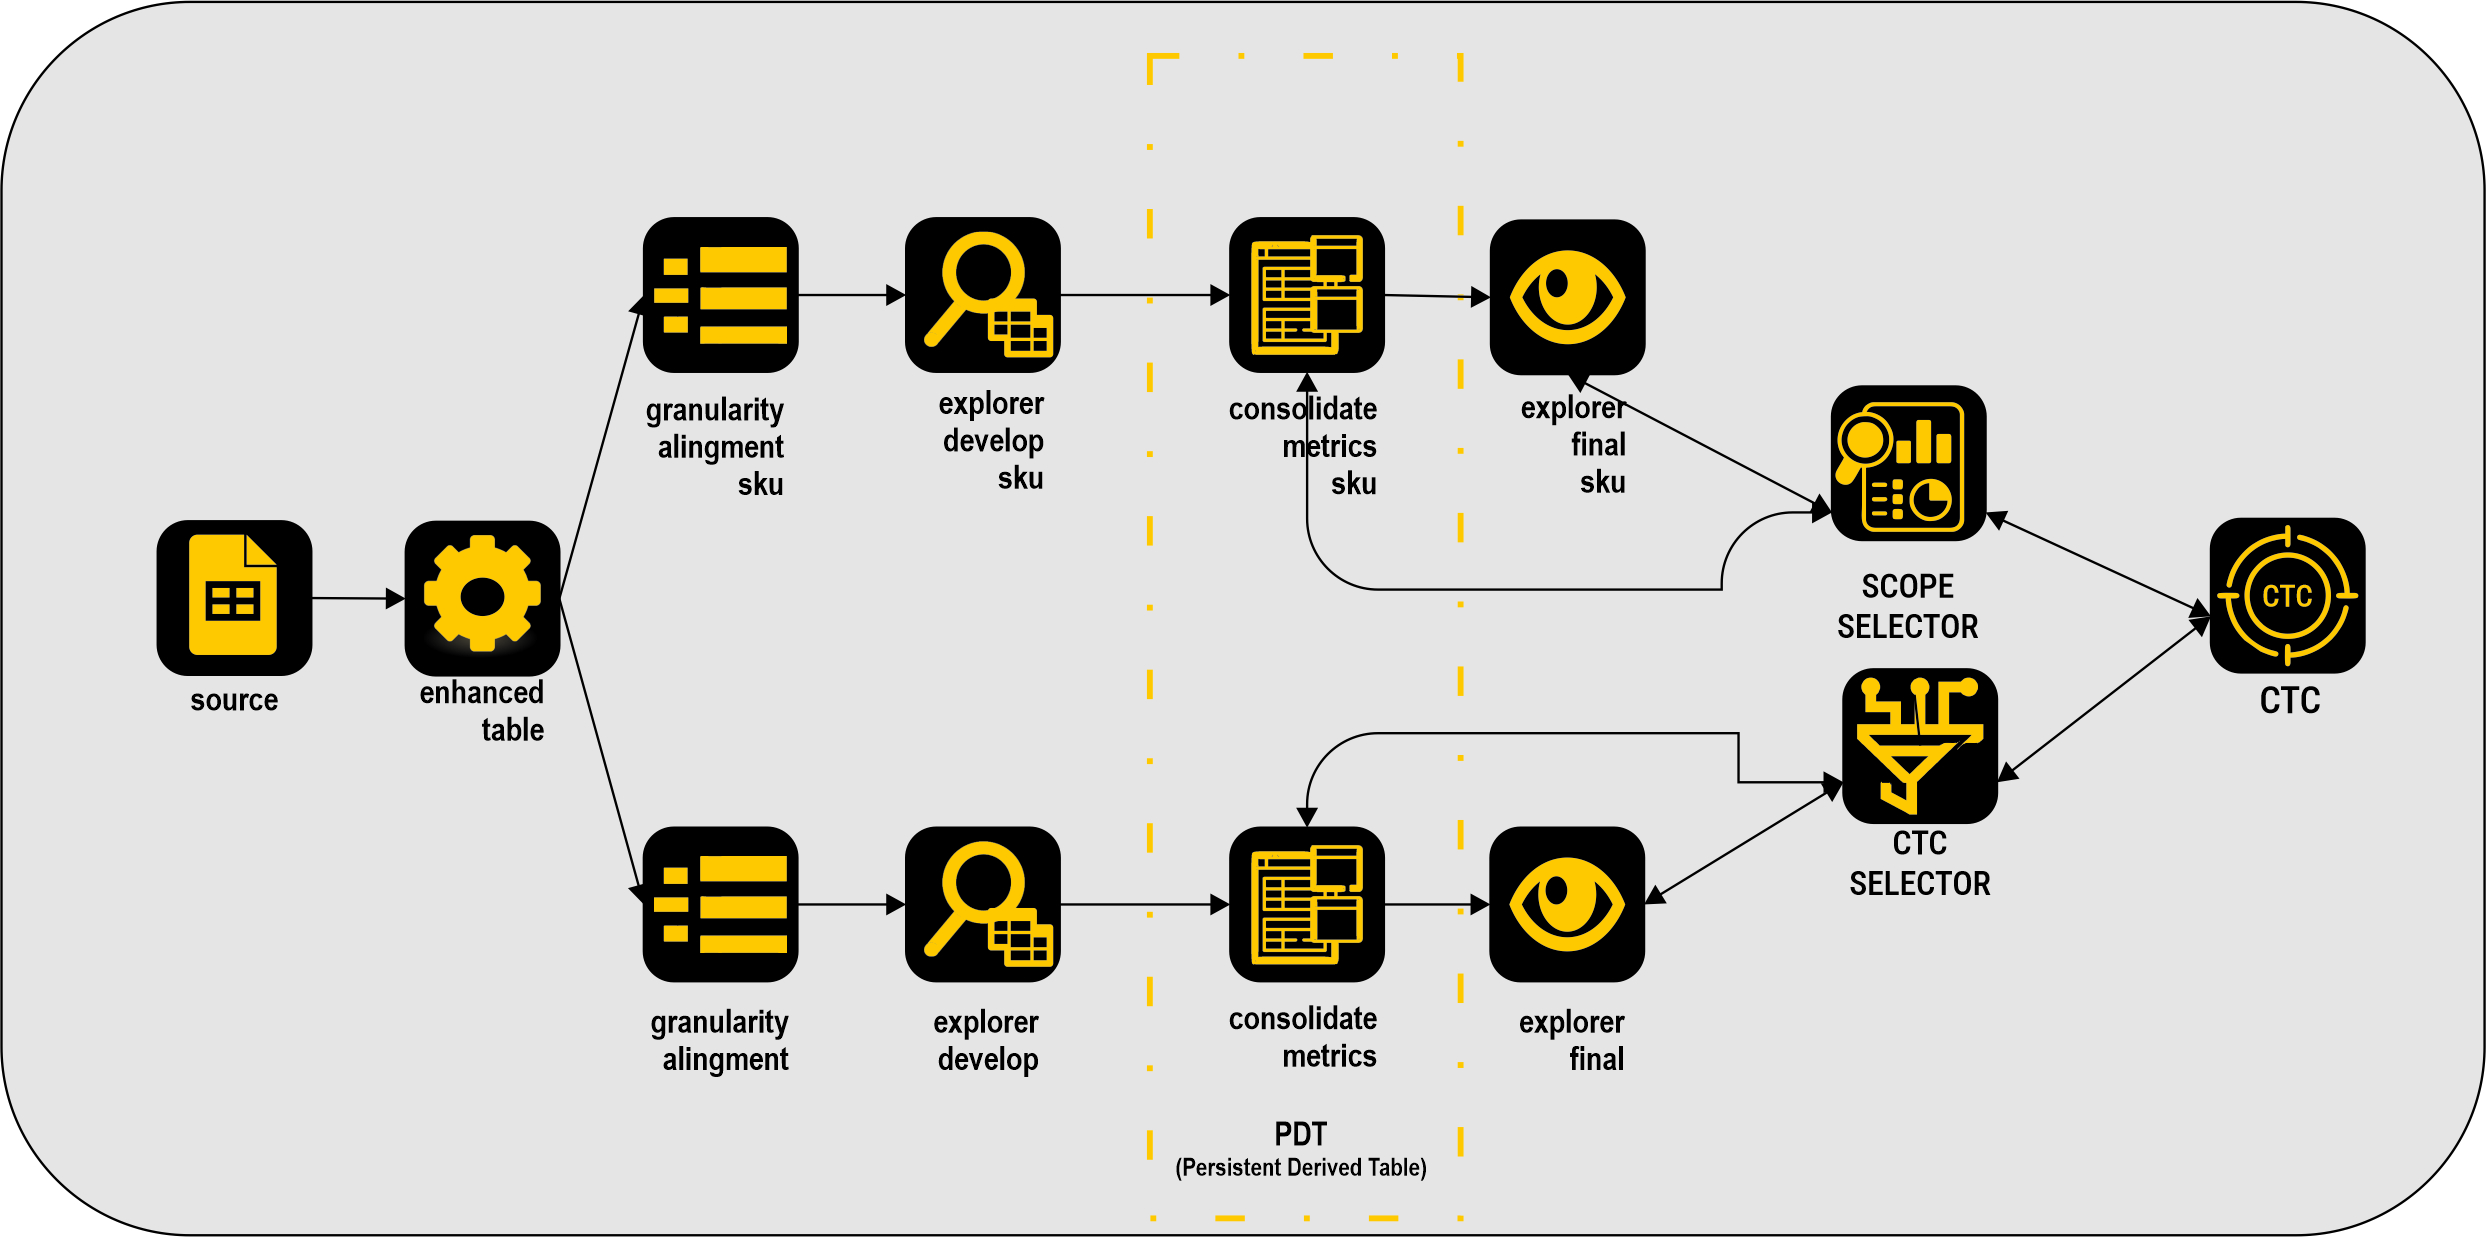 granularity
alingment
sku
explorer
develop
sku
consolidate
metrics
sku
explorer
final
sku
source
enhanced
table
SCOPE
SELECTOR
CTC
CTC
CTC
SELECTOR
granularity
alingment
explorer
develop
consolidate
metrics
explorer
final
PDT
(Persistent Derived Table)